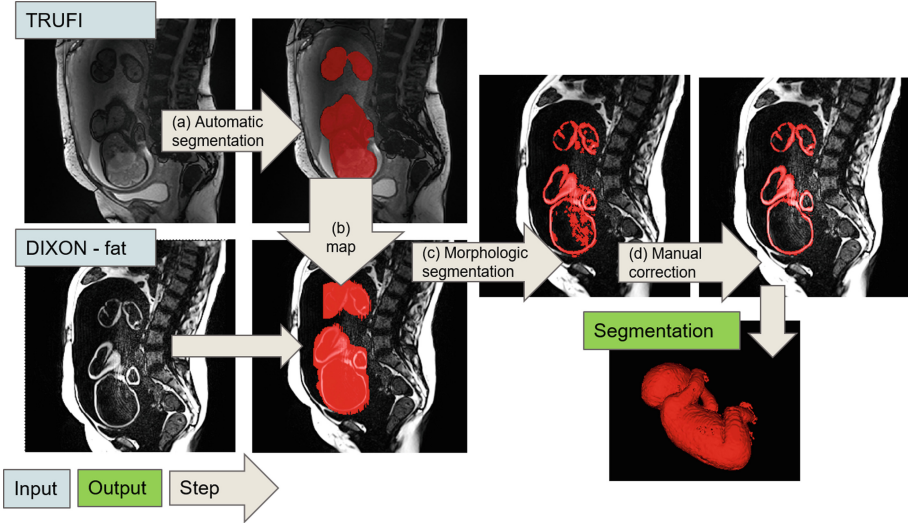 TRUFI
(a) Automatic
segmentation
(b)
map
DIXON - fat
(c) Morphologic
segmentation
(d) Manual
correction
Segmentation
Input
Output
Step